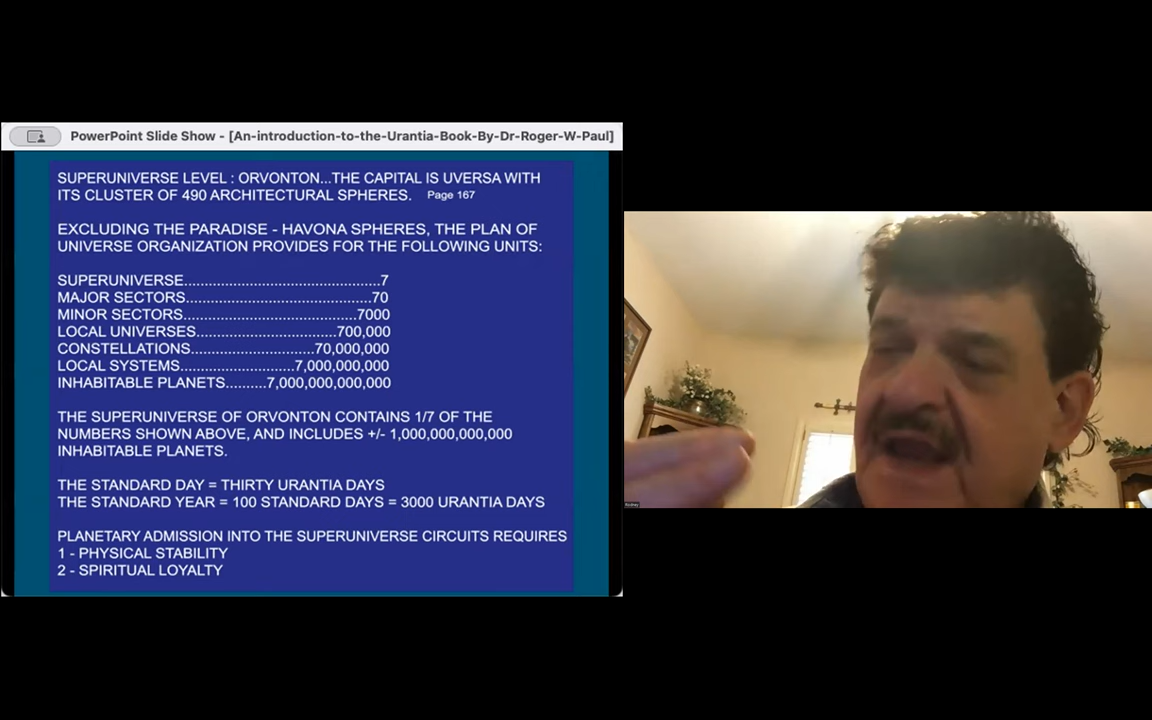 PowerPoint Slide Show - [An-introduction-to-the-Urantia-Book-By-Dr-Roger-W-Paul]
SUPERUNIVERSE LEVEL : ORVONTON...THE CAPITAL IS UVERSA WITH
ITS CLUSTER OF 490 ARCHITECTURAL SPHERES. Page 167
EXCLUDING THE PARADISE - HAVONA SPHERES, THE PLAN OF
UNIVERSE ORGANIZATION PROVIDES FOR THE FOLLOWING UNITS:
SUPERUNIVERSE...............................................7
MAJOR SECTORS............................................70
MINOR SECTORS.........................................7000
LOCAL UNIVERSES.................................700,000
CONSTELLATIONS.............................70,000,000
LOCAL SYSTEMS...........................7,000,000,000
INHABITABLE PLANETS..........7,000,000,000,000
THE SUPERUNIVERSE OF ORVONTON CONTAINS 1/7 OF THE
NUMBERS SHOWN ABOVE, AND INCLUDES +/- 1,000,000,000,000
INHABITABLE PLANETS.
THE STANDARD DAY = THIRTY URANTIA DAYS
THE STANDARD YEAR = 100 STANDARD DAYS = 3000 URANTIA DAYS
PLANETARY ADMISSION INTO THE SUPERUNIVERSE CIRCUITS REQUIRES
1 - PHYSICAL STABILITY
2 - SPIRITUAL LOYALTY
Rodney